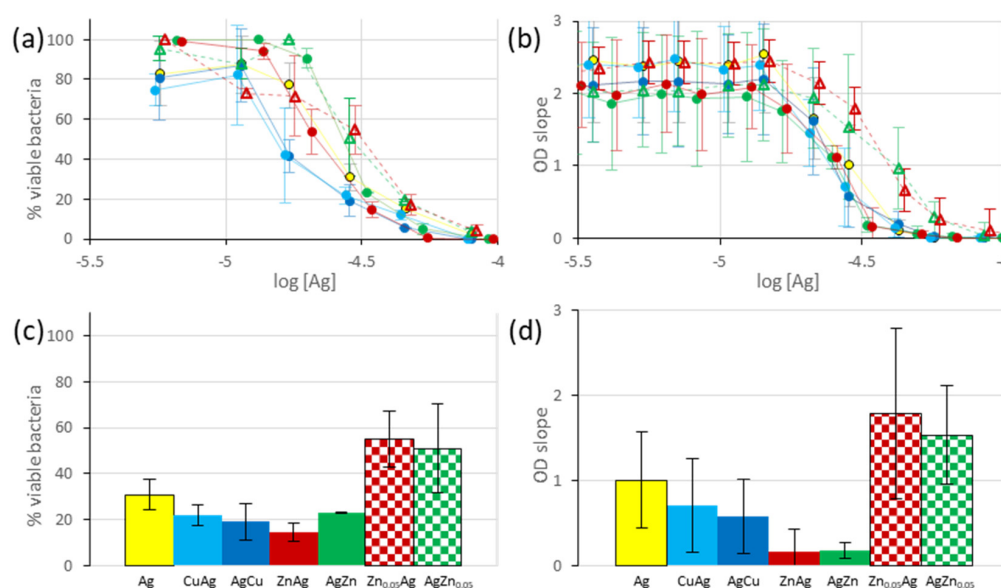 (a)
% viable bacteria
100
80
60
40
20
0
-5.5
-5
-4.5
-4
log [Ag]
(b)
OD slope
3
2
1
0
-5.5
-5
-4.5
-4
log [Ag]
(c)
% viable bacteria
100
80
60
40
20
0
Ag CuAg AgCu ZnAg AgZn Zn₀.₀₅Ag AgZn₀.₀₅
(d)
OD slope
3
2
1
0
Ag CuAg AgCu ZnAg AgZn Zn₀.₀₅Ag AgZn₀.₀₅